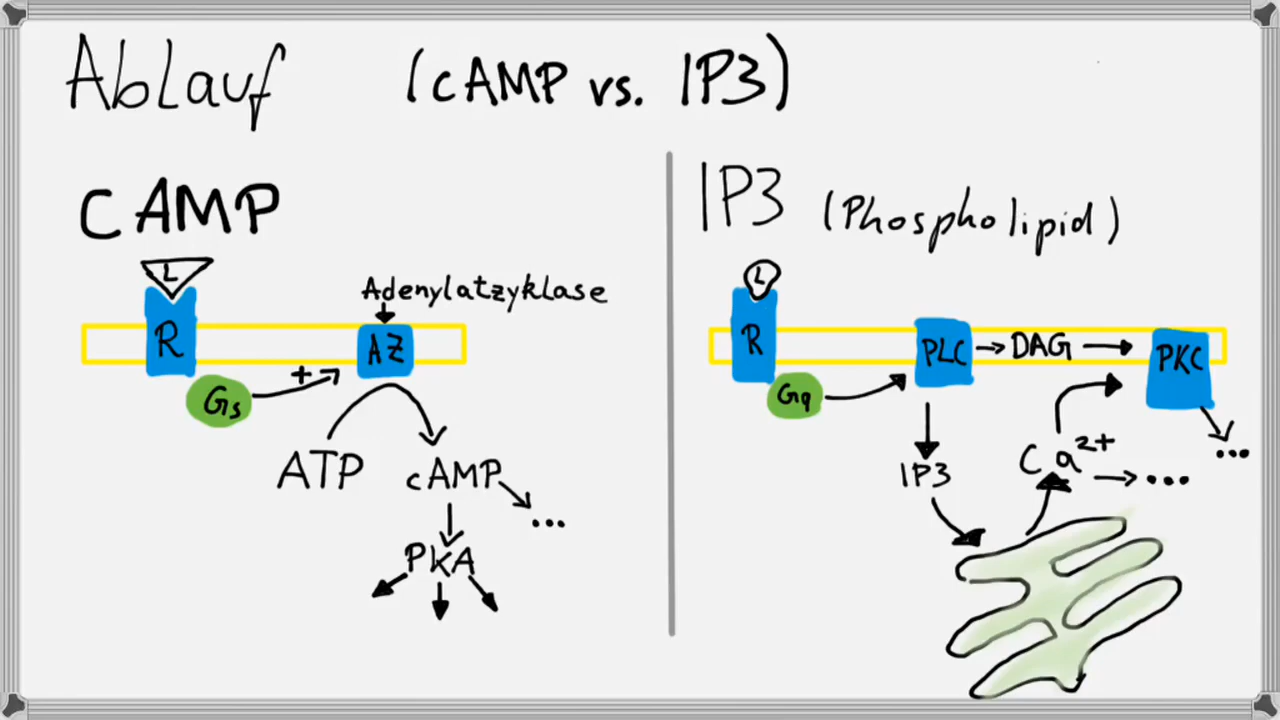 Ablauf (cAMP vs. IP3)
cAMP
L
Adenylatzyklase
R
AZ
+
Gs
ATP
cAMP
...
PKA
IP3 (Phospholipid)
L
R
PLC
DAG
PKC
Gq
...
IP3
Ca2+
...